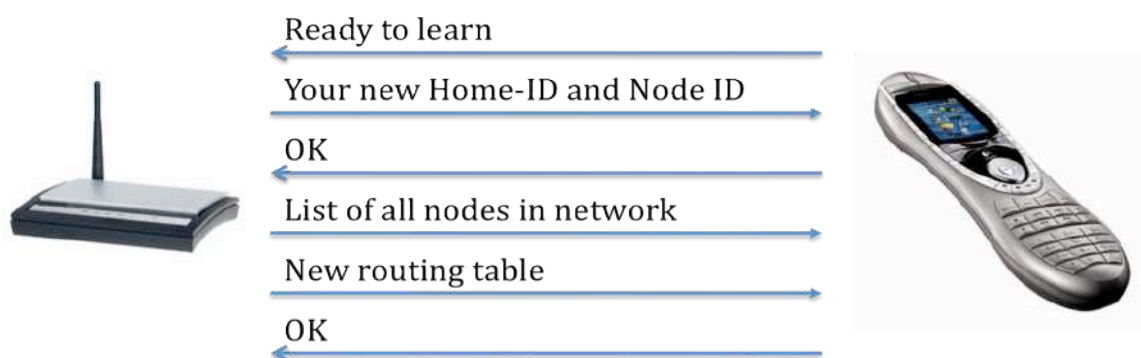 Ready to learn
Your new Home-ID and Node ID
OK
List of all nodes in network
New routing table
OK